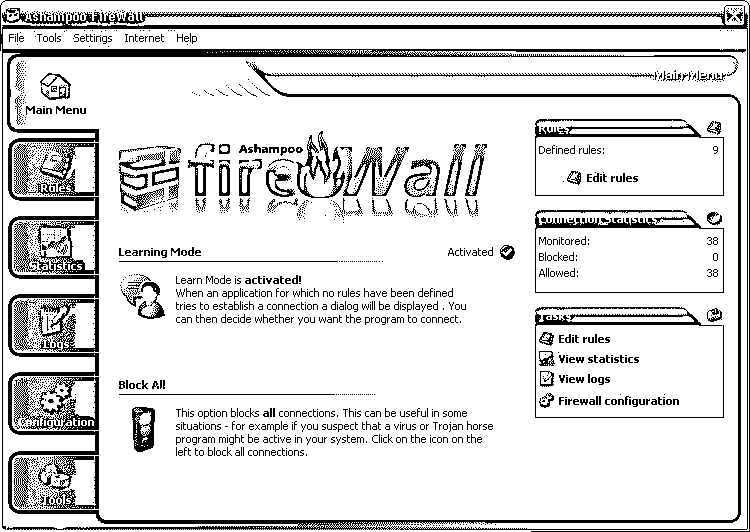 Ashampoo FireWall
File Tools Settings Internet Help
Main Menu
Main Menu
Rules
Statistics
Logs
Configuration
Tools
Ashampoo
fireWall
Learning Mode Activated
Learn Mode is activated!
When an application for which no rules have been defined
tries to establish a connection a dialog will be displayed . You
can then decide whether you want the program to connect.
Block All
This option blocks all connections. This can be useful in some
situations - for example if you suspect that a virus or Trojan horse
program might be active in your system. Click on the icon on the
left to block all connections.
Rules
Defined rules: 9
Edit rules
Connection Statistics
Monitored: 38
Blocked: 0
Allowed: 38
Tasks
Edit rules
View statistics
View logs
Firewall configuration